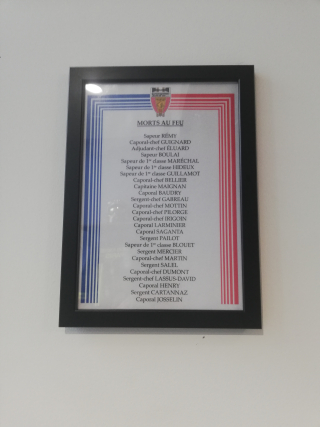 MORTS AU FEU
Sapeur RÉMY
Caporal-chef GUIGNARD
Adjudant-chef ÉLUARD
Sapeur BOULAI
Sapeur de 1re classe MARÉCHAL
Sapeur de 1re classe HIDEUX
Sapeur de 1re classe GUILLAMOT
Caporal-chef BELLIER
Capitaine MAIGNAN
Caporal BAUDRY
Sergent-chef GARREAU
Caporal-chef MOTTIN
Caporal-chef PILORGE
Caporal-chef IRIGOIN
Caporal LARMINIER
Caporal SAGANTA
Sergent PAILOT
Sapeur de 1re classe BLOUET
Sergent MERCIER
Caporal-chef MARTIN
Sergent SALEL
Caporal-chef DUMONT
Sergent-chef LASSUS-DAVID
Caporal HENRY
Sergent CARTANNAZ
Caporal JOSSELIN